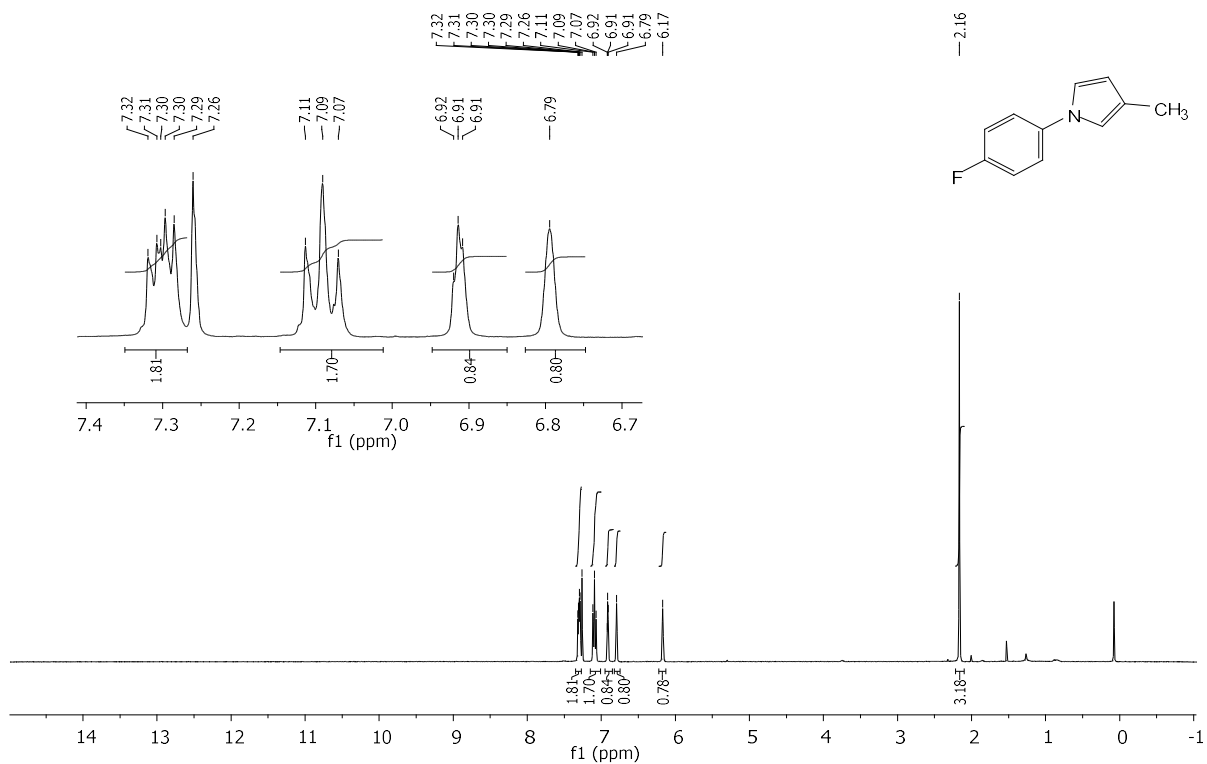 7.32 7.31 7.30 7.30 7.29 7.26 7.11 7.09 7.07 6.92 6.91 6.91 6.79 6.17 2.16
7.32 7.31 7.30 7.30 7.29 7.26 7.11 7.09 7.07 6.92 6.91 6.91 6.79
N
CH3
F
1.81 1.70 0.84 0.80
7.4 7.3 7.2 7.1 7.0 6.9 6.8 6.7
f1 (ppm)
1.81 1.70 0.84 0.80 0.78 3.18
14 13 12 11 10 9 8 7 6 5 4 3 2 1 0 -1
f1 (ppm)